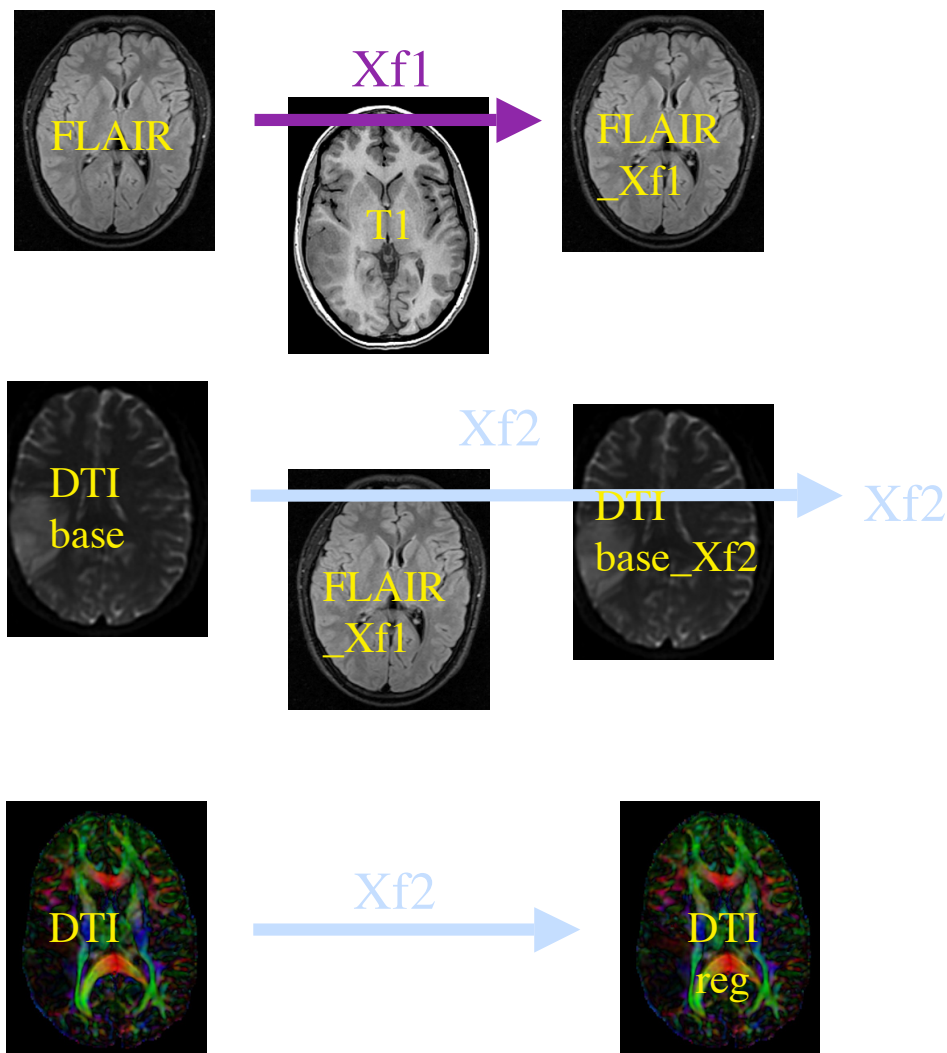 Xf1
FLAIR
T1
FLAIR
_Xf1
Xf2
DTI
base
FLAIR
_Xf1
DTI
base_Xf2
Xf2
DTI
Xf2
DTI
reg